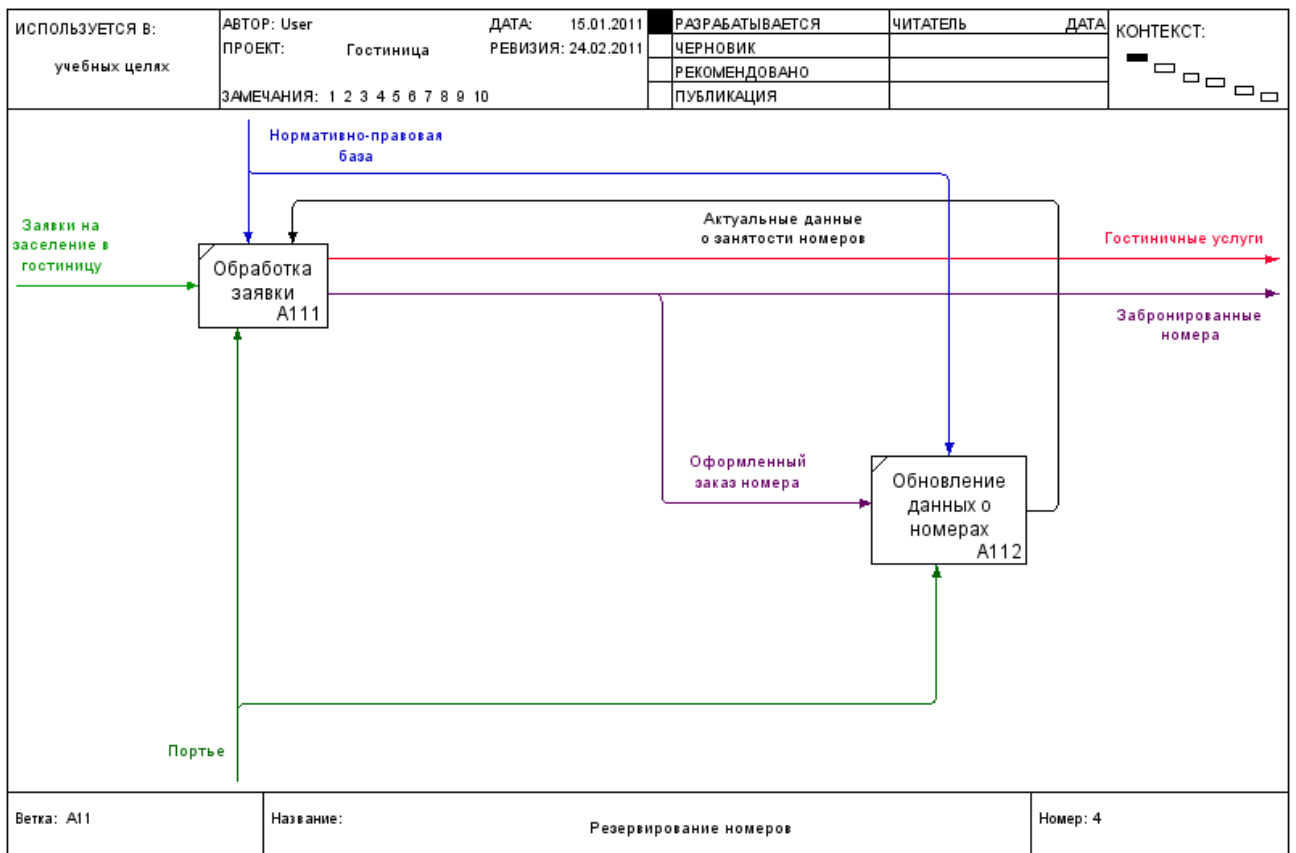 ИСПОЛЬЗУЕТСЯ В:
учебных целях
АВТОР: User
ДАТА: 15.01.2011
ПРОЕКТ: Гостиница
РЕВИЗИЯ: 24.02.2011
ЗАМЕЧАНИЯ: 1 2 3 4 5 6 7 8 9 10
РАЗРАБАТЫВАЕТСЯ
ЧЕРНОВИК
РЕКОМЕНДОВАНО
ПУБЛИКАЦИЯ
ЧИТАТЕЛЬ
ДАТА
КОНТЕКСТ:
Нормативно-правовая
база
Заявки на
заселение в
гостиницу
Актуальные данные
о занятости номеров
Гостиничные услуги
Обработка
заявки
A111
Забронированные
номера
Оформленный
заказ номера
Обновление
данных о
номерах
A112
Портье
Ветка: A11
Название:
Резервирование номеров
Номер: 4